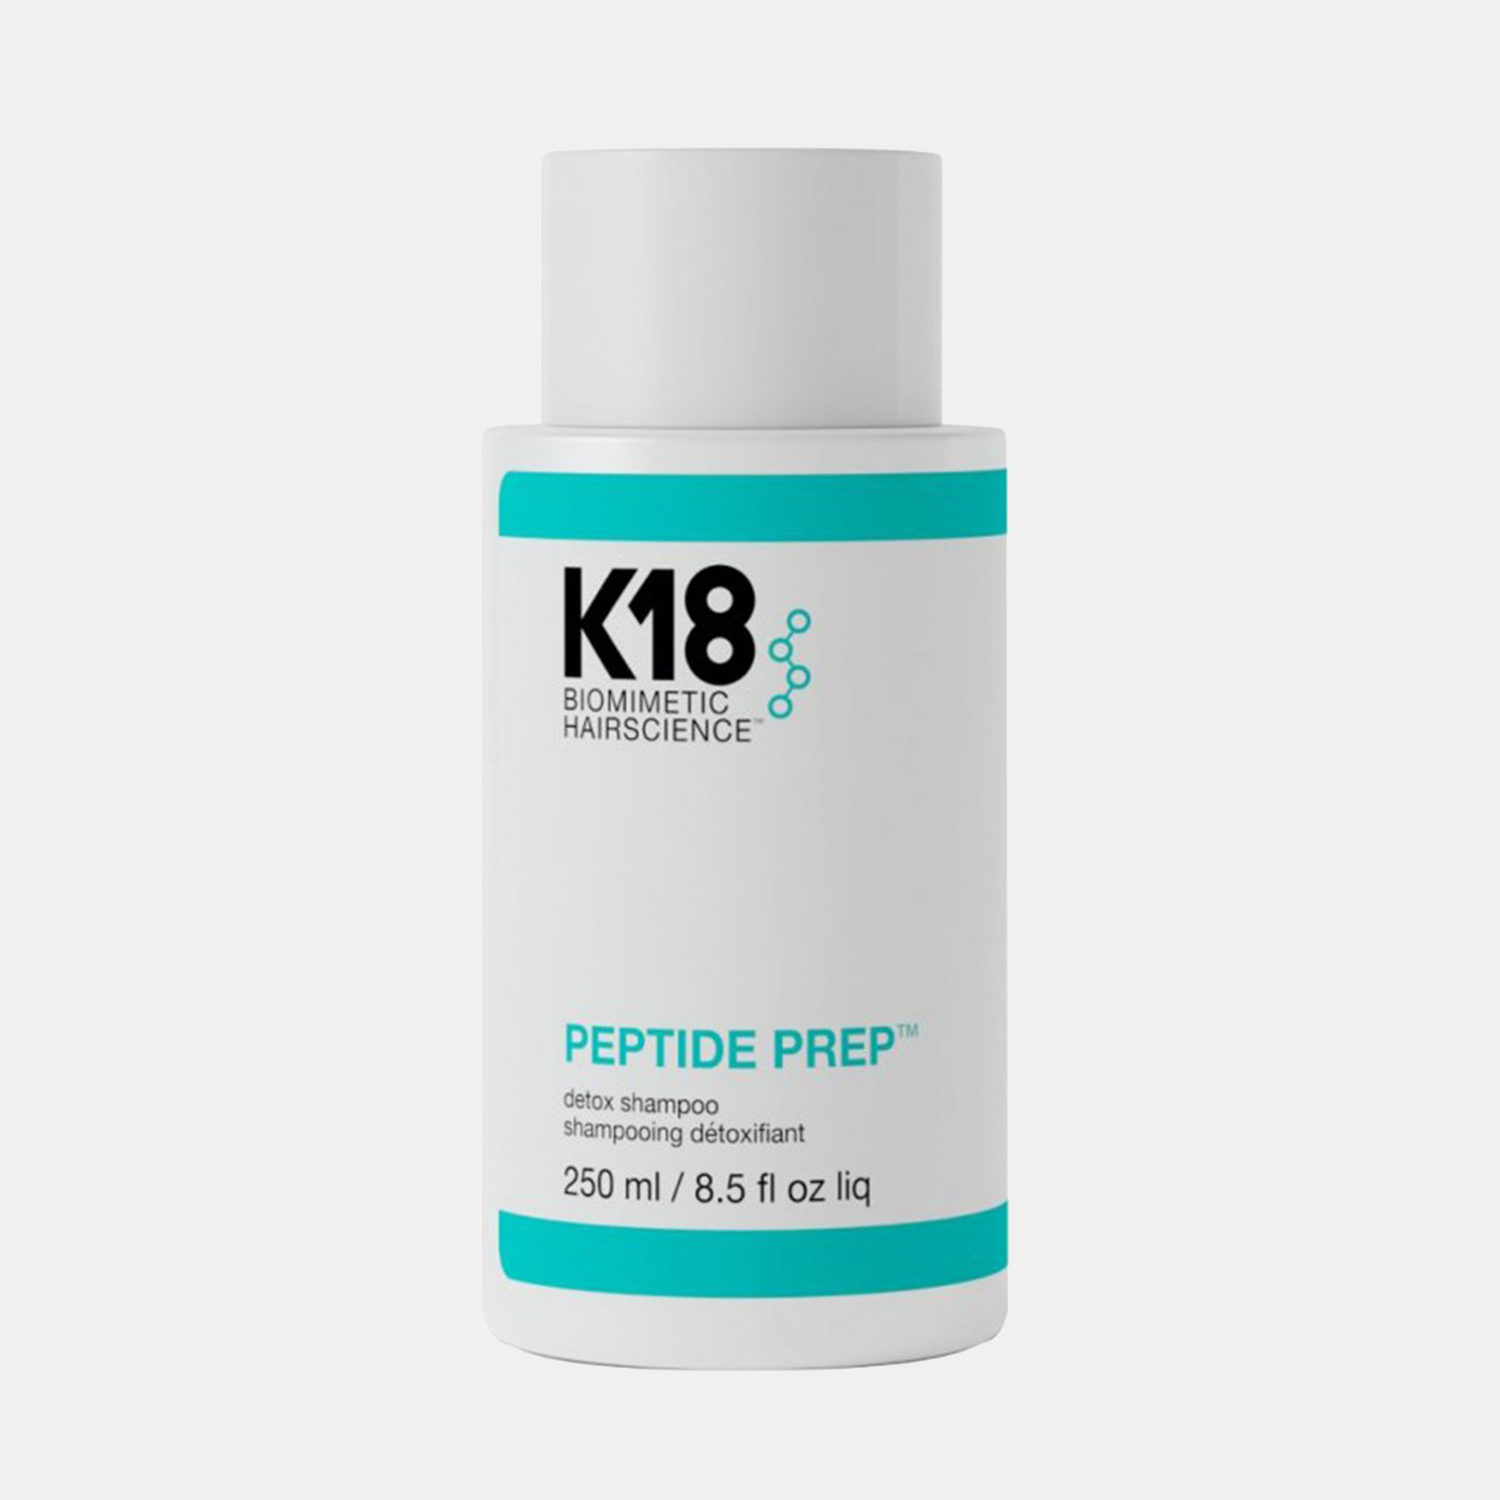 K18
BIOMIMETIC
HAIRSCIENCE™
PEPTIDE PREP™
detox shampoo
shampooing détoxifiant
250 ml / 8.5 fl oz liq